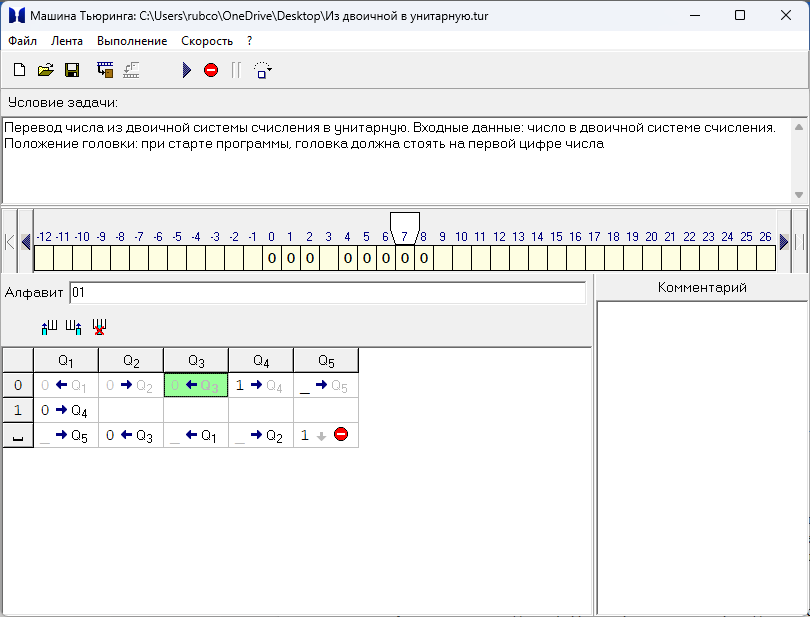 Машина Тьюринга: C:\Users\rubco\OneDrive\Desktop\Из двоичной в унитарную.tur
Файл Лента Выполнение Скорость ?
Условие задачи:
Перевод числа из двоичной системы счисления в унитарную. Входные данные: число в двоичной системе счисления.
Положение головки: при старте программы, головка должна стоять на первой цифре числа
-12 -11 -10 -9 -8 -7 -6 -5 -4 -3 -2 -1 0 1 2 3 4 5 6 7 8 9 10 11 12 13 14 15 16 17 18 19 20 21 22 23 24 25 26
0 0 0 0 0 0 0 0
Алфавит 01
Комментарий
Q1 Q2 Q3 Q4 Q5
0 0 ← Q1 0 → Q2 0 ← Q3 1 → Q4 _ → Q5
1 0 → Q4
␣ _ → Q5 0 ← Q3 _ ← Q1 _ → Q2 1 ↓